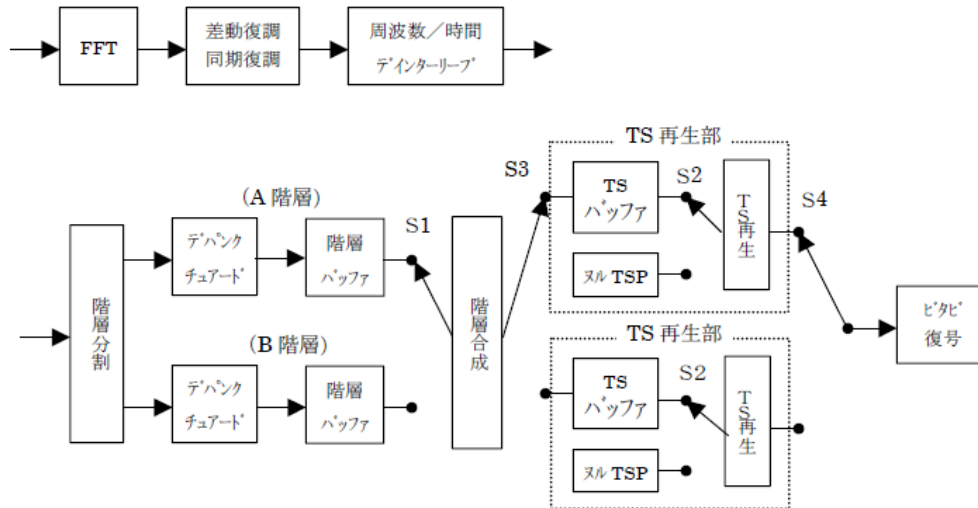 FFT
差動復調
同期復調
周波数／時間
ﾃﾞインターリーブ
TS 再生部
S3
TS
バッファ
S2
TS再生
S4
ヌル TSP
(A 階層)
S1
階層分割
ﾃﾞﾊﾟﾝｸ
チュアード
階層
バッファ
階層合成
ﾋﾞﾀﾋﾞ
復号
(B 階層)
ﾃﾞﾊﾟﾝｸ
チュアード
階層
バッファ
TS 再生部
TS
バッファ
S2
TS再生
ヌル TSP